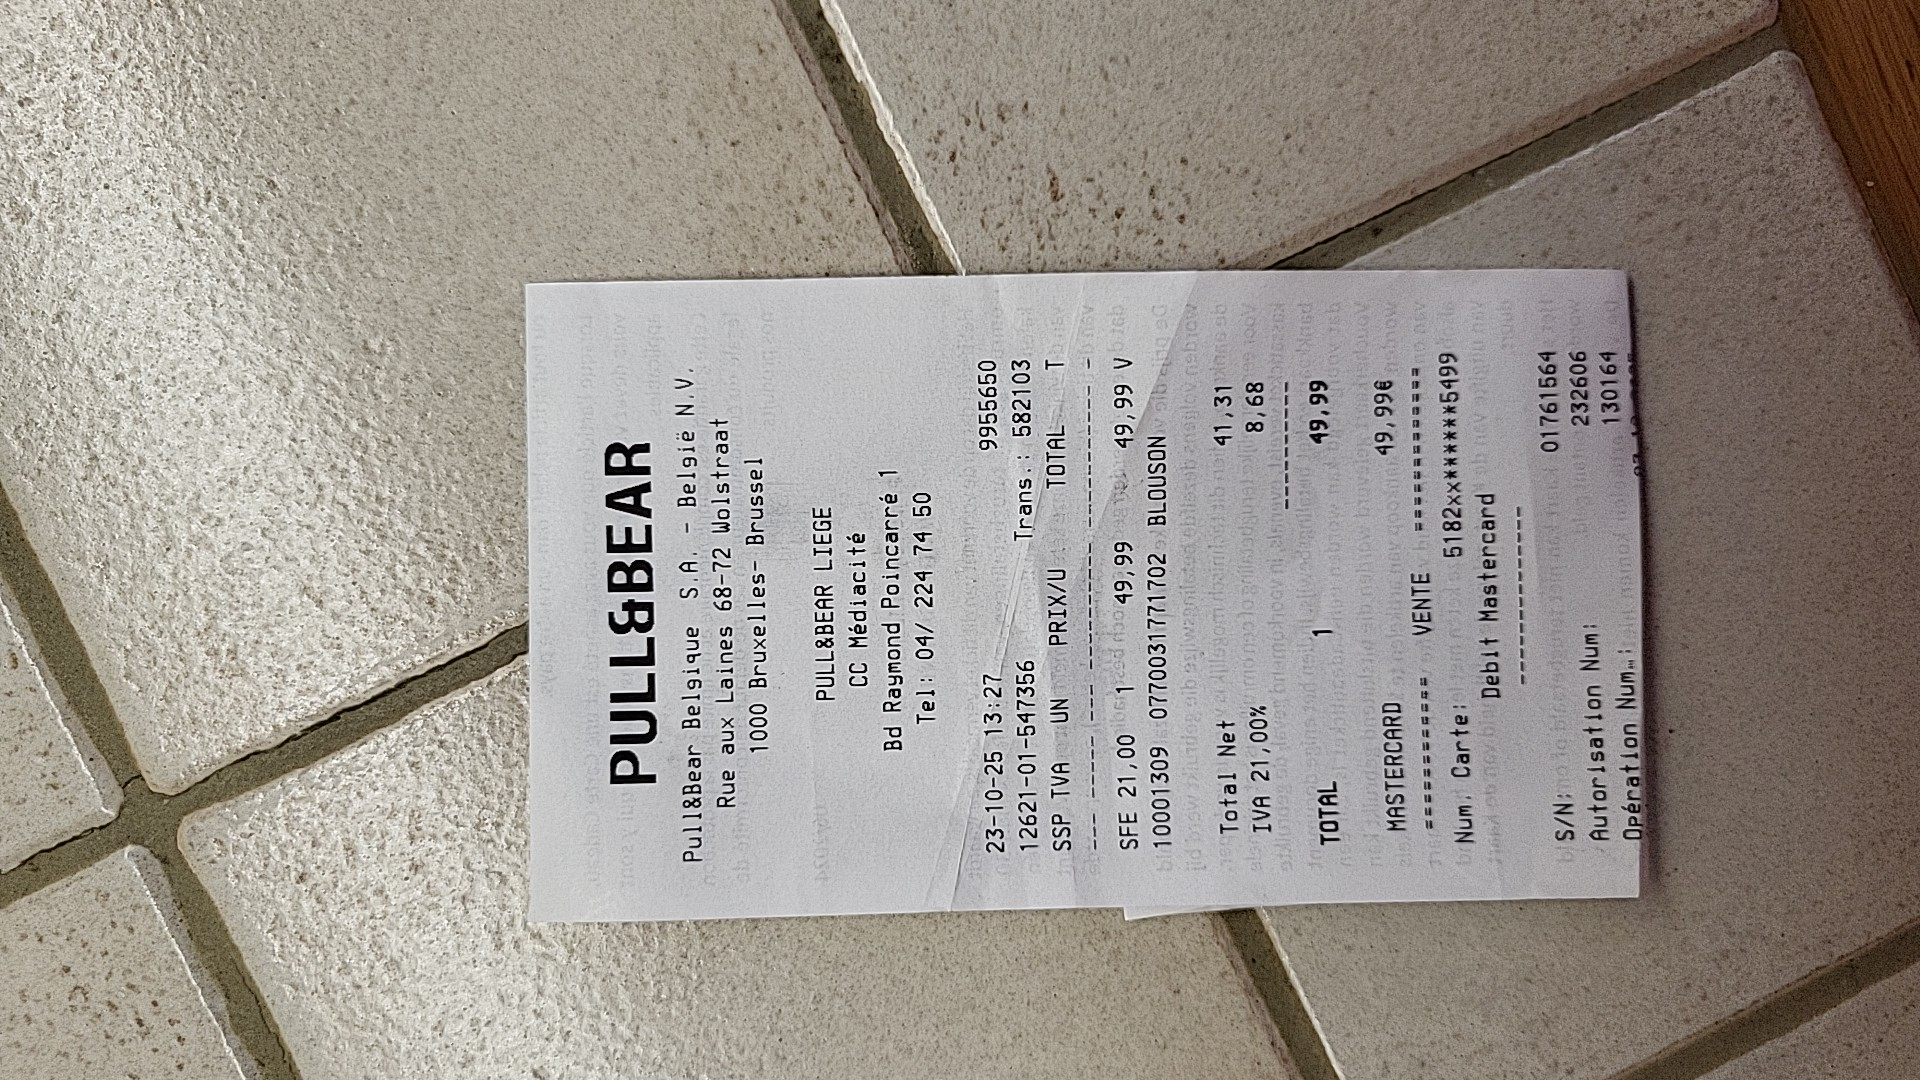 PULL&BEAR
Pull&Bear Belgique S.A. - België N.V.
Rue aux Laines 68-72 Wolstraat
1000 Bruxelles- Brussel
PULL&BEAR LIEGE
CC Médiacité
Bd Raymond Poincarré 1
Tel: 04/ 224 74 50
23-10-25 13:27 9955650
12621-01-547356 Trans.: 582103
SSP TVA UN PRIX/U TOTAL T
--- ----- --- --------- ---------- -
SFE 21,00 1 49,99 49,99 V
10001309 07700317771702 BLOUSON
Total Net 41,31
IVA 21,00% 8,68
------------
TOTAL 1 49,99
MASTERCARD 49,99€
============ VENTE ===============
Num. Carte: 5182xx******5499
Debit Mastercard
----------------
S/N: 01761564
Autorisation Num: 232606
Opération Num.: 130164